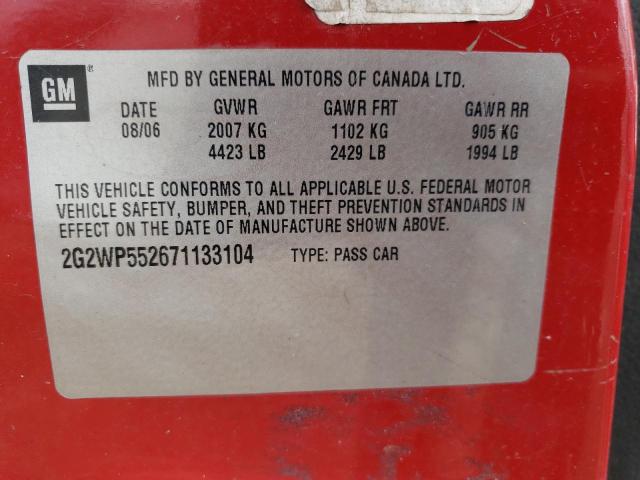 GM ® MFD BY GENERAL MOTORS OF CANADA LTD.
DATE GVWR GAWR FRT GAWR RR
08/06 2007 KG 1102 KG 905 KG
4423 LB 2429 LB 1994 LB
THIS VEHICLE CONFORMS TO ALL APPLICABLE U.S. FEDERAL MOTOR
VEHICLE SAFETY, BUMPER, AND THEFT PREVENTION STANDARDS IN
EFFECT ON THE DATE OF MANUFACTURE SHOWN ABOVE.
2G2WP552671133104 TYPE: PASS CAR